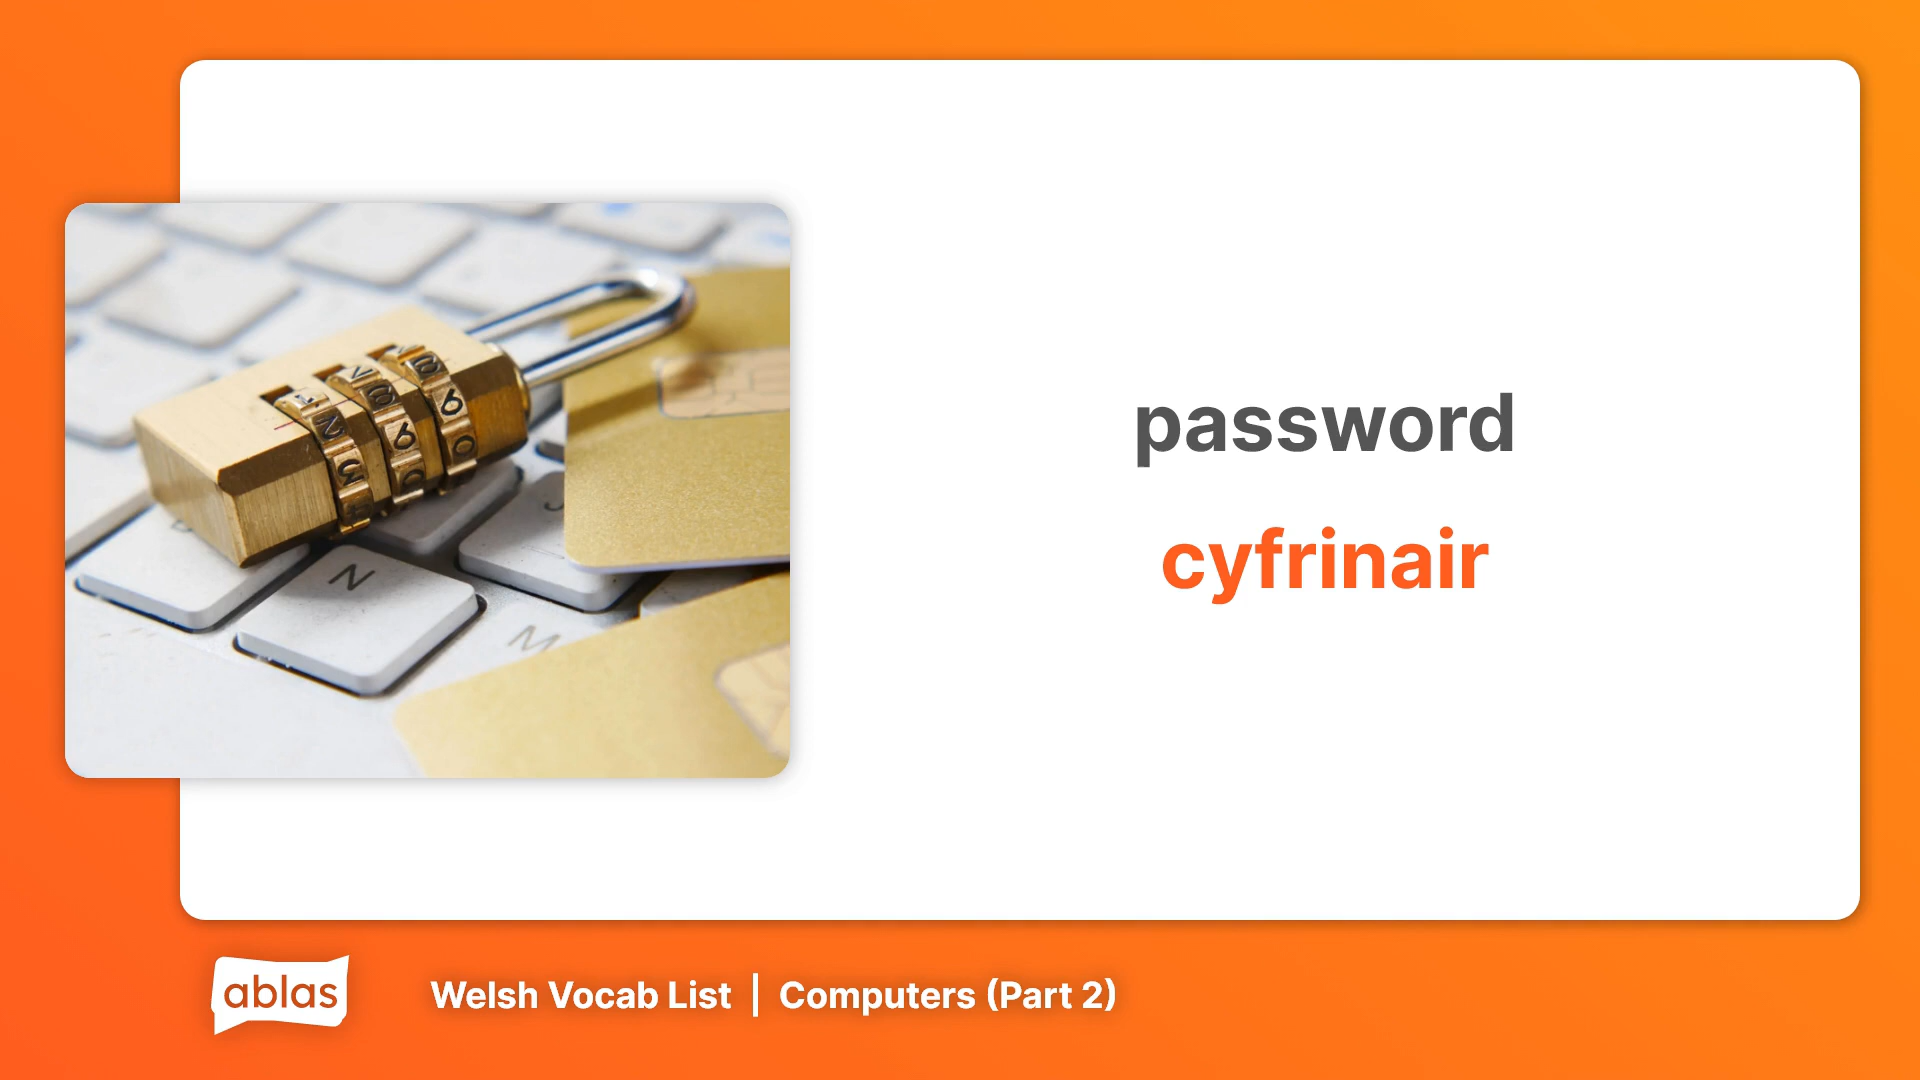 password
cyfrinair
N
M
ablas
Welsh Vocab List | Computers (Part 2)